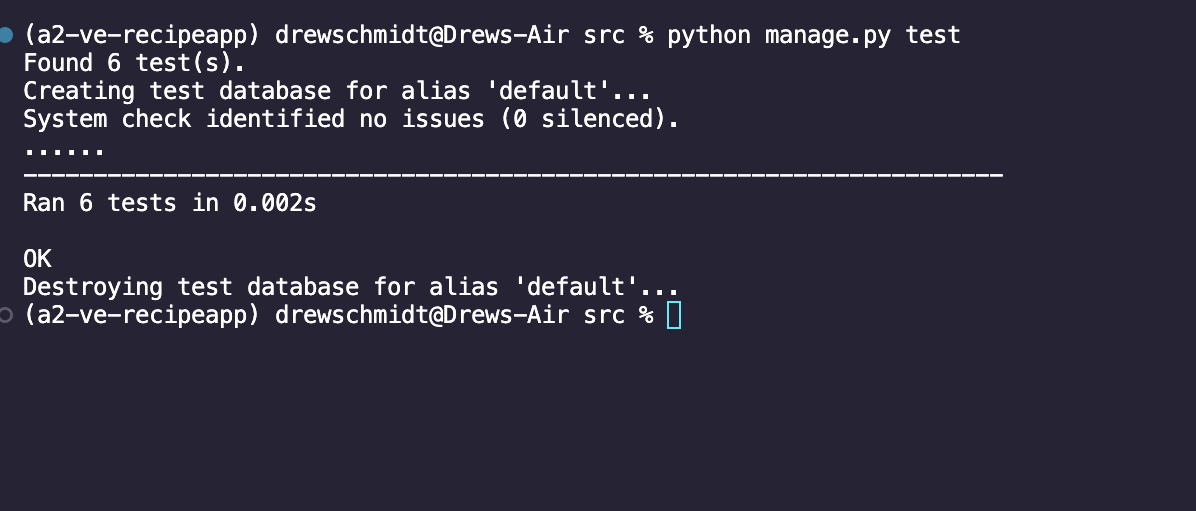 (a2-ve-recipeapp) drewschmidt@Drews-Air src % python manage.py test
Found 6 test(s).
Creating test database for alias 'default'...
System check identified no issues (0 silenced).
......
----------------------------------------------------------------------
Ran 6 tests in 0.002s

OK
Destroying test database for alias 'default'...
(a2-ve-recipeapp) drewschmidt@Drews-Air src %